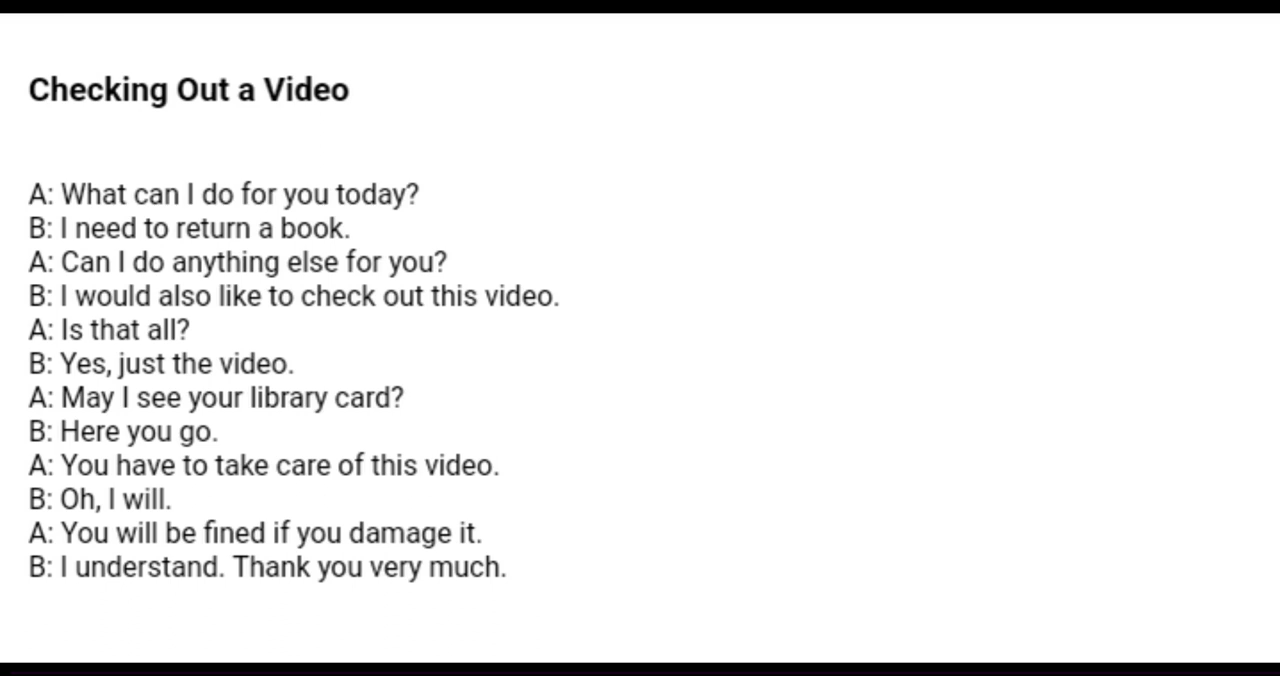 Checking Out a Video
A: What can I do for you today?
B: I need to return a book.
A: Can I do anything else for you?
B: I would also like to check out this video.
A: Is that all?
B: Yes, just the video.
A: May I see your library card?
B: Here you go.
A: You have to take care of this video.
B: Oh, I will.
A: You will be fined if you damage it.
B: I understand. Thank you very much.